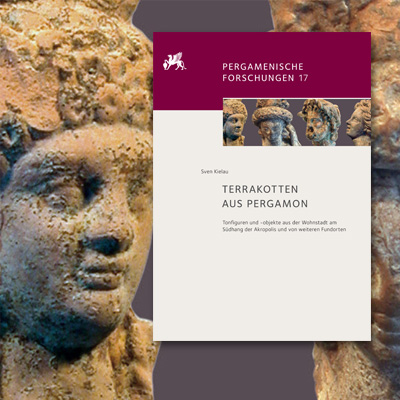 PERGAMENISCHE
FORSCHUNGEN 17
Sven Kielau
TERRAKOTTEN
AUS PERGAMON
Tonfiguren und -objekte aus der Wohnstadt am
Südhang der Akropolis und von weiteren Fundorten